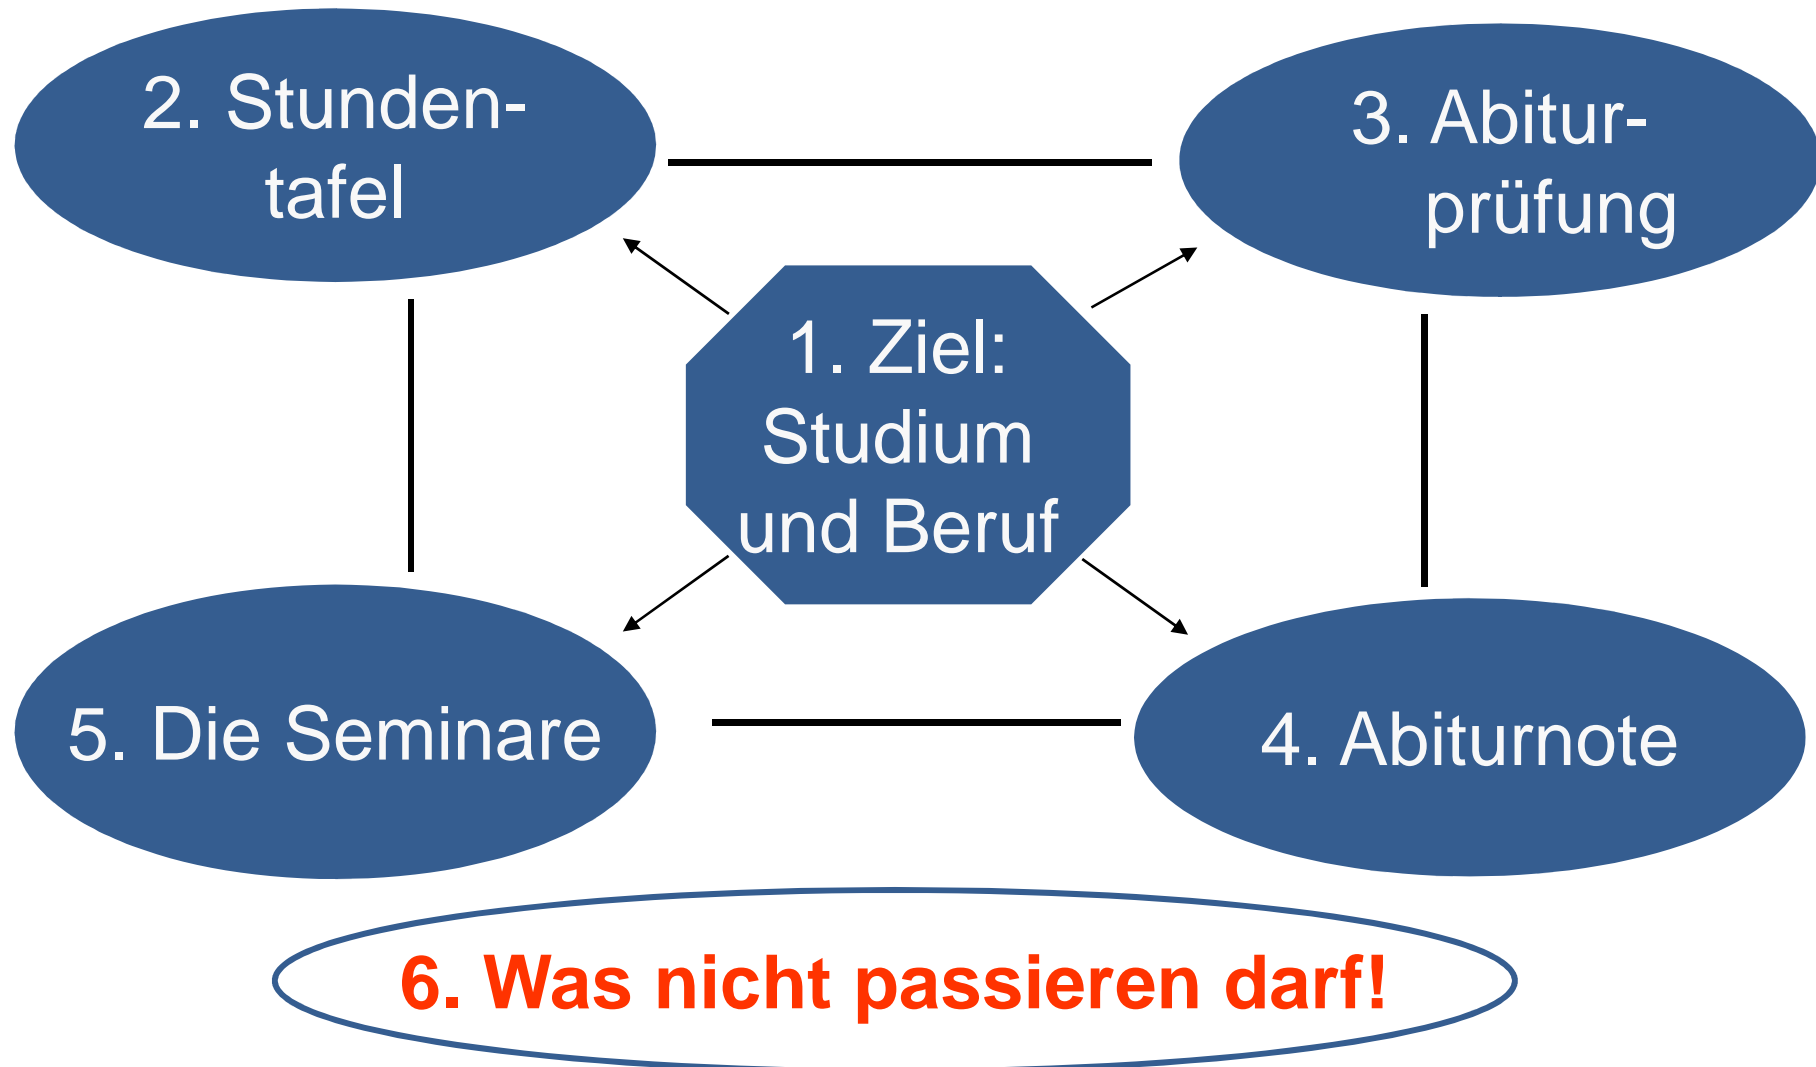 2. Stunden-
tafel
3. Abitur-
prüfung
1. Ziel:
Studium
und Beruf
5. Die Seminare
4. Abiturnote
6. Was nicht passieren darf!